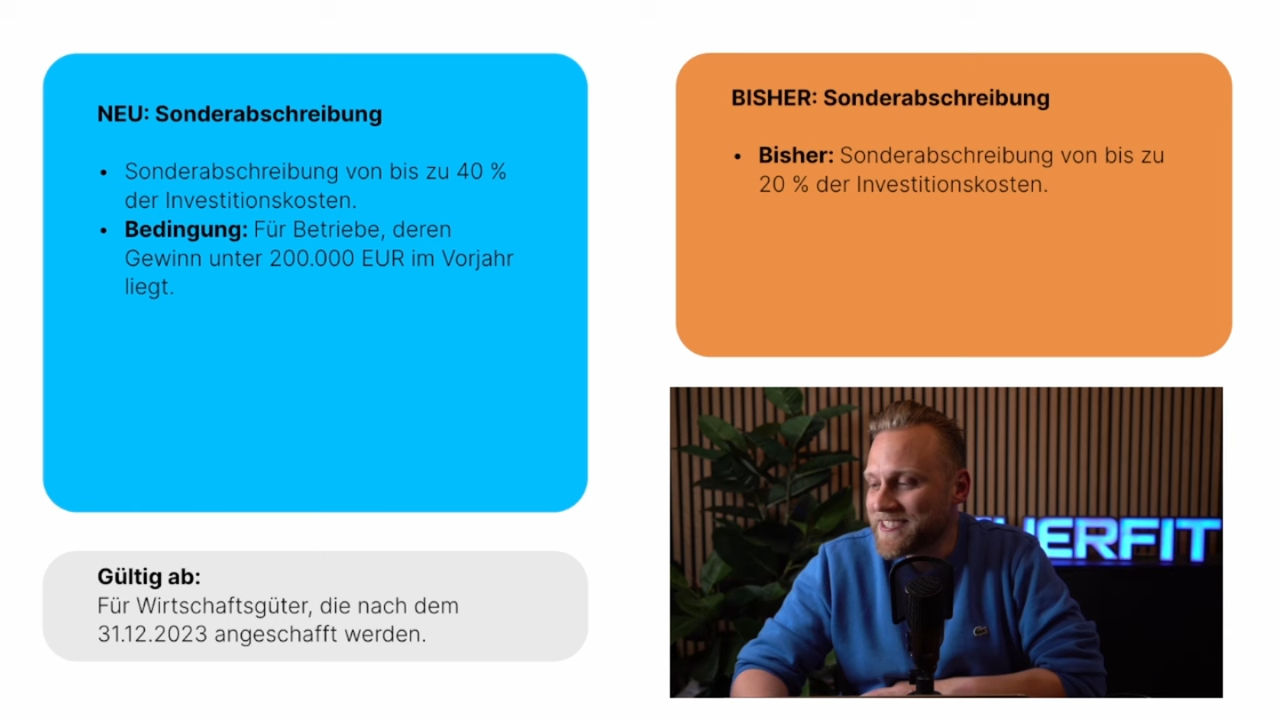 NEU: Sonderabschreibung
• Sonderabschreibung von bis zu 40 %
der Investitionskosten.
• Bedingung: Für Betriebe, deren
Gewinn unter 200.000 EUR im Vorjahr
liegt.
Gültig ab:
Für Wirtschaftsgüter, die nach dem
31.12.2023 angeschafft werden.
BISHER: Sonderabschreibung
• Bisher: Sonderabschreibung von bis zu
20 % der Investitionskosten.